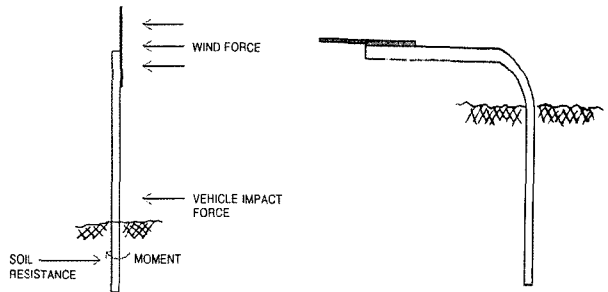 WIND FORCE
VEHICLE IMPACT
FORCE
SOIL
RESISTANCE
MOMENT